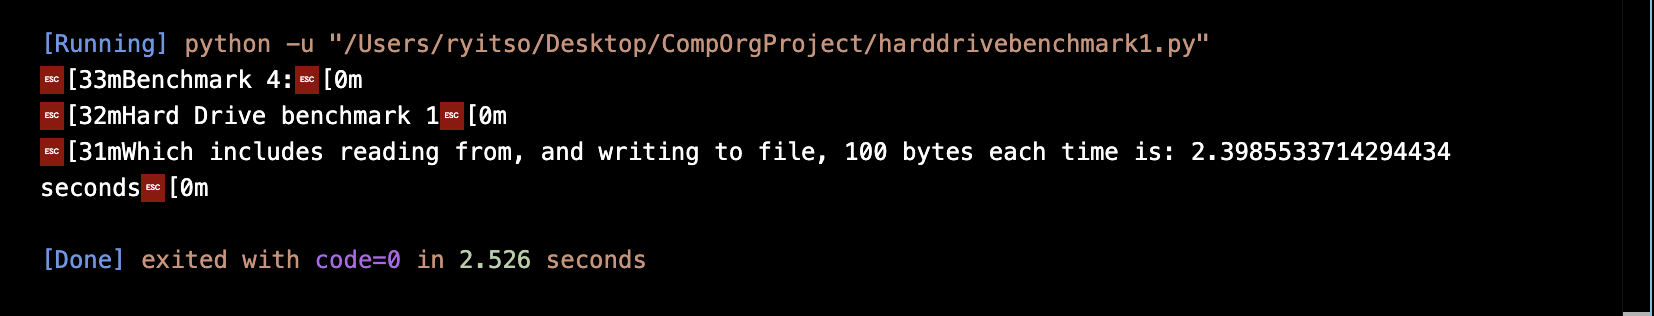 [Running] python -u "/Users/ryitso/Desktop/CompOrgProject/harddrivebenchmark1.py"
ESC[33mBenchmark 4:ESC[0m
ESC[32mHard Drive benchmark 1ESC[0m
ESC[31mWhich includes reading from, and writing to file, 100 bytes each time is: 2.3985533714294434
secondsESC[0m
[Done] exited with code=0 in 2.526 seconds